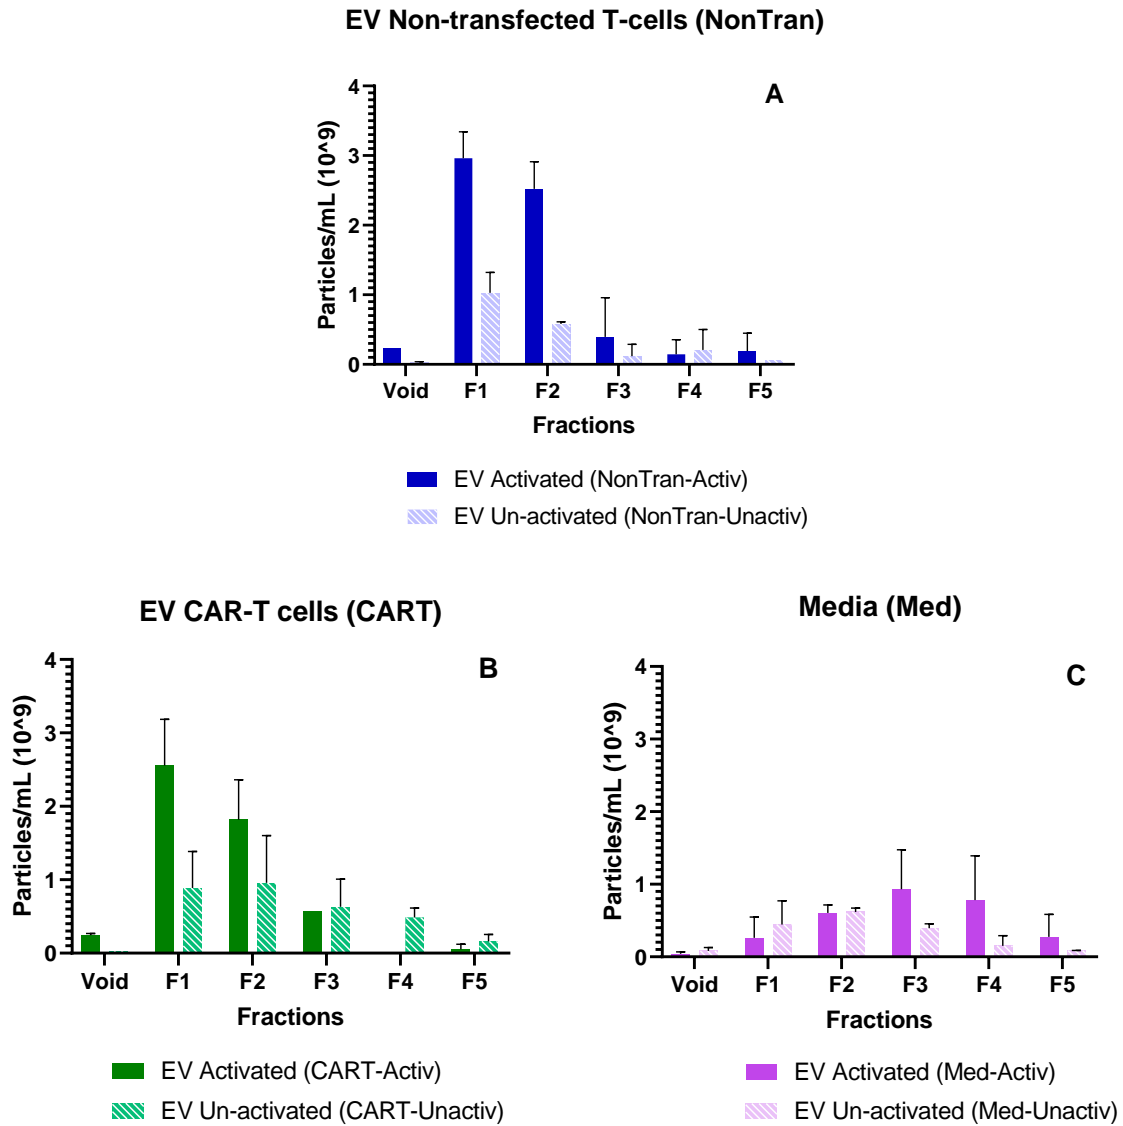 EV Non-transfected T-cells (NonTran)
A
Particles/mL (10^9)
4
3
2
1
0
Void F1 F2 F3 F4 F5
Fractions
EV Activated (NonTran-Activ)
EV Un-activated (NonTran-Unactiv)
EV CAR-T cells (CART)
B
Particles/mL (10^9)
4
3
2
1
0
Void F1 F2 F3 F4 F5
Fractions
EV Activated (CART-Activ)
EV Un-activated (CART-Unactiv)
Media (Med)
C
Particles/mL (10^9)
4
3
2
1
0
Void F1 F2 F3 F4 F5
Fractions
EV Activated (Med-Activ)
EV Un-activated (Med-Unactiv)